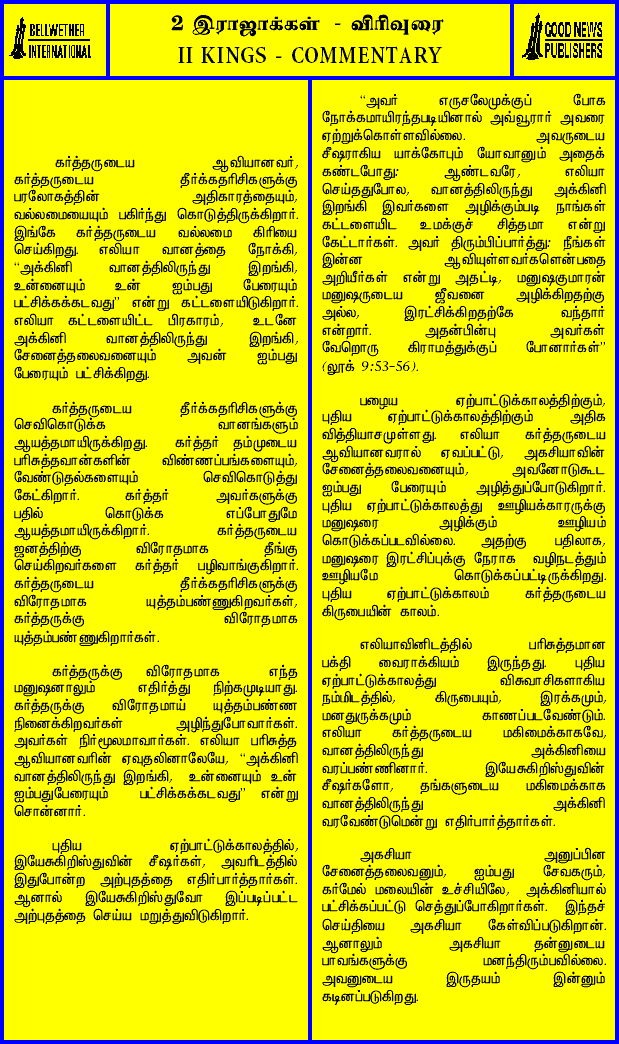 BELLWETHER
INTERNATIONAL
2 இராஜாக்கள் - விரிவுரை
II KINGS - COMMENTARY
GOOD NEWS
PUBLISHERS
கர்த்தருடைய ஆவியானவர்,
கர்த்தருடைய தீர்க்கதரிசிகளுக்கு
பரலோகத்தின் அதிகாரத்தையும்,
வல்லமையையும் பகிர்ந்து கொடுத்திருக்கிறார்.
இங்கே கர்த்தருடைய வல்லமை கிரியை
செய்கிறது. எலியா வானத்தை நோக்கி,
“அக்கினி வானத்திலிருந்து இறங்கி,
உன்னையும் உன் ஐம்பது பேரையும்
பட்சிக்கக்கடவது” என்று கட்டளையிடுகிறார்.
எலியா கட்டளையிட்ட பிரகாரம், உடனே
அக்கினி வானத்திலிருந்து இறங்கி,
சேனைத்தலைவனையும் அவன் ஐம்பது
பேரையும் பட்சிக்கிறது.
கர்த்தருடைய தீர்க்கதரிசிகளுக்கு
செவிகொடுக்க வானங்களும்
ஆயத்தமாயிருக்கிறது. கர்த்தர் தம்முடைய
பரிசுத்தவான்களின் விண்ணப்பங்களையும்,
வேண்டுதல்களையும் செவிகொடுத்து
கேட்கிறார். கர்த்தர் அவர்களுக்கு
பதில் கொடுக்க எப்போதுமே
ஆயத்தமாயிருக்கிறார். கர்த்தருடைய
ஜனத்திற்கு விரோதமாக தீங்கு
செய்கிறவர்களை கர்த்தர் பழிவாங்குகிறார்.
கர்த்தருடைய தீர்க்கதரிசிகளுக்கு
விரோதமாக யுத்தம்பண்ணுகிறவர்கள்,
கர்த்தருக்கு விரோதமாக
யுத்தம்பண்ணுகிறார்கள்.
கர்த்தருக்கு விரோதமாக எந்த
மனுஷனாலும் எதிர்த்து நிற்கமுடியாது.
கர்த்தருக்கு விரோதமாய் யுத்தம்பண்ண
நினைக்கிறவர்கள் அழிந்துபோவார்கள்.
அவர்கள் நிர்மூலமாவார்கள். எலியா பரிசுத்த
ஆவியானவரின் ஏவுதலினாலேயே, “அக்கினி
வானத்திலிருந்து இறங்கி, உன்னையும் உன்
ஐம்பதுபேரையும் பட்சிக்கக்கடவது” என்று
சொன்னார்.
புதிய ஏற்பாட்டுக்காலத்தில்,
இயேசுகிறிஸ்துவின் சீஷர்கள், அவரிடத்தில்
இதுபோன்ற அற்புதத்தை எதிர்பார்த்தார்கள்.
ஆனால் இயேசுகிறிஸ்துவோ இப்படிப்பட்ட
அற்புதத்தை செய்ய மறுத்துவிடுகிறார்.
“அவர் எருசலேமுக்குப் போக
நோக்கமாயிரந்தபடியினால் அவ்வூரார் அவரை
ஏற்றுக்கொள்ளவில்லை. அவருடைய
சீஷராகிய யாக்கோபும் யோவானும் அதைக்
கண்டபோது: ஆண்டவரே, எலியா
செய்ததுபோல, வானத்திலிருந்து அக்கினி
இறங்கி இவர்களை அழிக்கும்படி நாங்கள்
கட்டளையிட உமக்குச் சித்தமா என்று
கேட்டார்கள். அவர் திரும்பிப்பார்த்து: நீங்கள்
இன்ன ஆவியுள்ளவர்களென்பதை
அறியீர்கள் என்று அதட்டி, மனுஷகுமாரன்
மனுஷருடைய ஜீவனை அழிக்கிறதற்கு
அல்ல, இரட்சிக்கிறதற்கே வந்தார்
என்றார். அதன்பின்பு அவர்கள்
வேறொரு கிராமத்துக்குப் போனார்கள்”
(லூக் 9:53-56).
பழைய ஏற்பாட்டுக்காலத்திற்கும்,
புதிய ஏற்பாட்டுக்காலத்திற்கும் அதிக
வித்தியாசமுள்ளது. எலியா கர்த்தருடைய
ஆவியானவரால் ஏவப்பட்டு, அகசியாவின்
சேனைத்தலைவனையும், அவனோடுகூட
ஐம்பது பேரையும் அழித்துப்போடுகிறார்.
புதிய ஏற்பாட்டுக்காலத்து ஊழியக்காரருக்கு
மனுஷரை அழிக்கும் ஊழியம்
கொடுக்கப்படவில்லை. அதற்கு பதிலாக,
மனுஷரை இரட்சிப்புக்கு நேராக வழிநடத்தும்
ஊழியமே கொடுக்கப்பட்டிருக்கிறது.
புதிய ஏற்பாட்டுக்காலம் கர்த்தருடைய
கிருபையின் காலம்.
எலியாவினிடத்தில் பரிசுத்தமான
பக்தி வைராக்கியம் இருந்தது. புதிய
ஏற்பாட்டுக்காலத்து விசுவாசிகளாகிய
நம்மிடத்தில், கிருபையும், இரக்கமும்,
மனதுருக்கமும் காணப்படவேண்டும்.
எலியா கர்த்தருடைய மகிமைக்காகவே,
வானத்திலிருந்து அக்கினியை
வரப்பண்ணினார். இயேசுகிறிஸ்துவின்
சீஷர்களோ, தங்களுடைய மகிமைக்காக
வானத்திலிருந்து அக்கினி
வரவேண்டுமென்று எதிர்பார்த்தார்கள்.
அகசியா அனுப்பின
சேனைத்தலைவனும், ஐம்பது சேவகரும்,
கர்மேல் மலையின் உச்சியிலே, அக்கினியால்
பட்சிக்கப்பட்டு செத்துப்போகிறார்கள். இந்தச்
செய்தியை அகசியா கேள்விப்படுகிறான்.
ஆனாலும் அகசியா தன்னுடைய
பாவங்களுக்கு மனந்திரும்பவில்லை.
அவனுடைய இருதயம் இன்னும்
கடினப்படுகிறது.